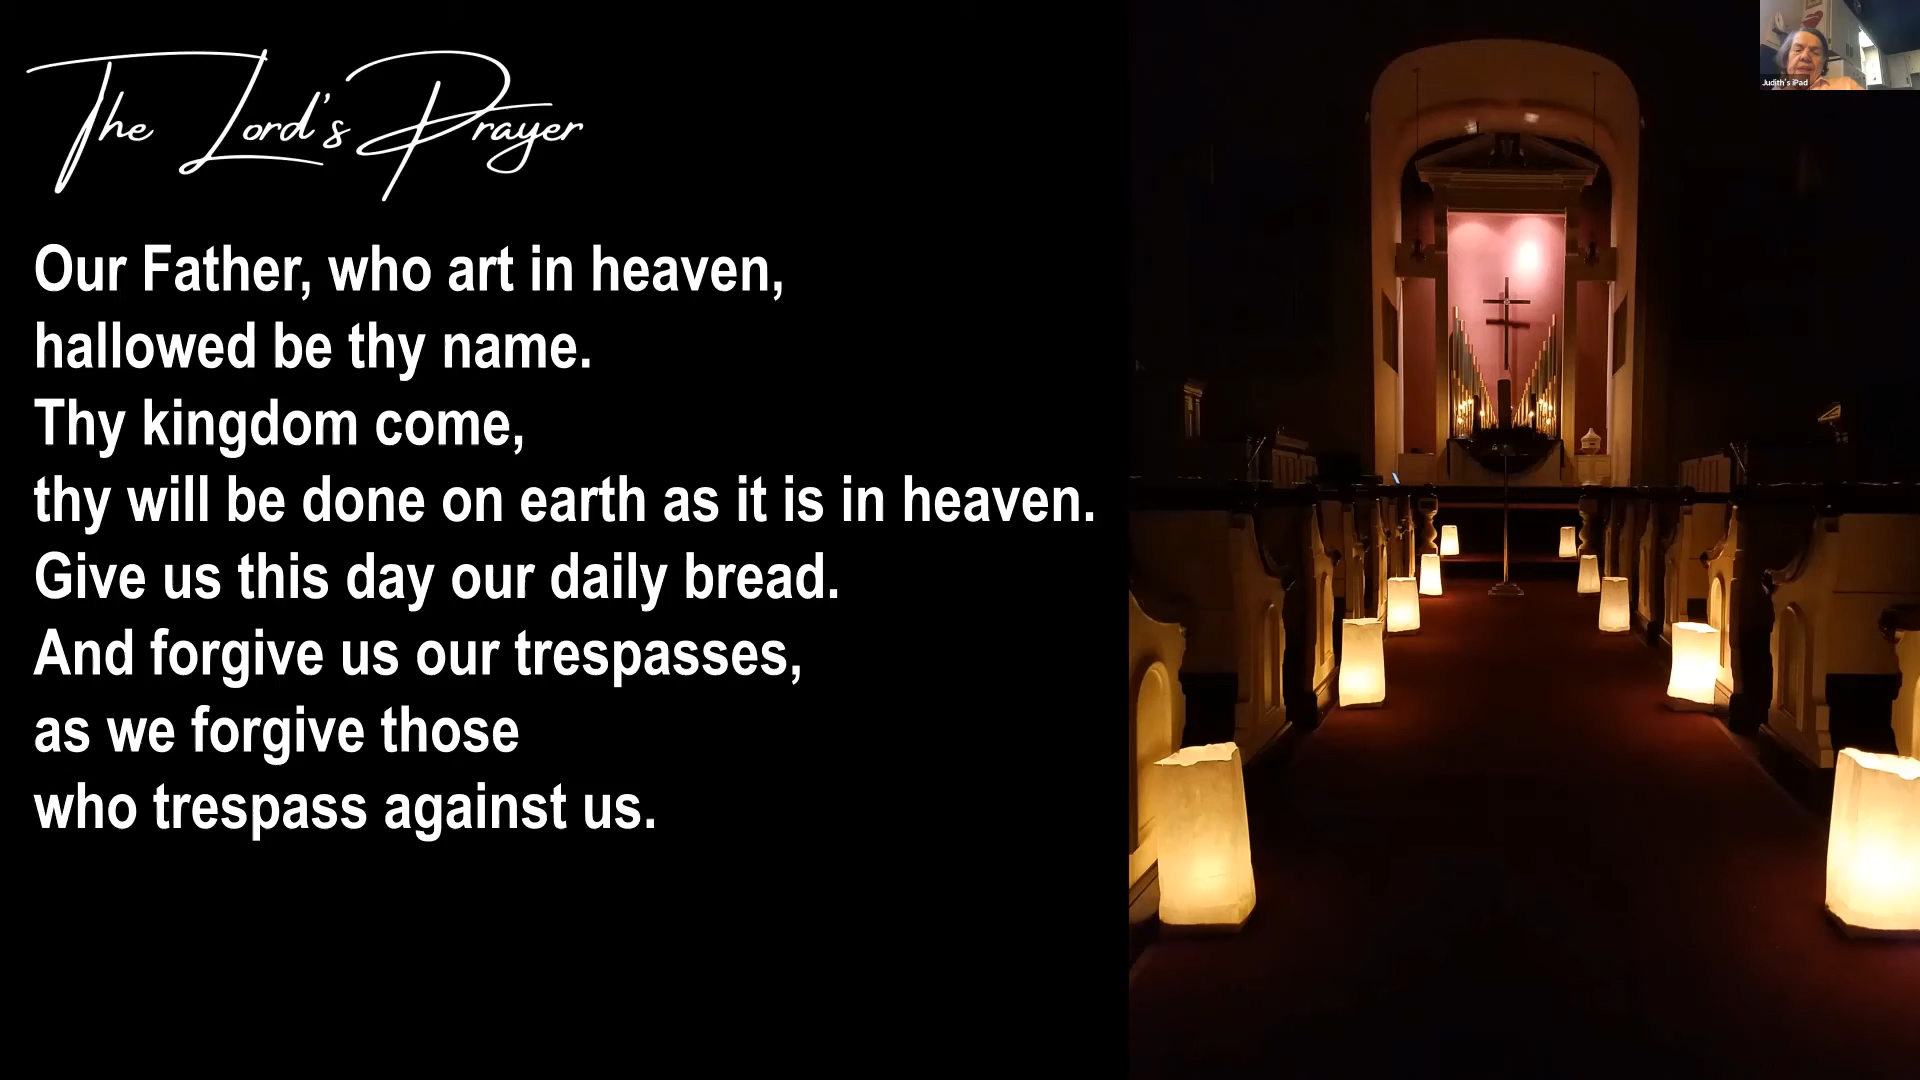 The Lord's Prayer
Our Father, who art in heaven,
hallowed be thy name.
Thy kingdom come,
thy will be done on earth as it is in heaven.
Give us this day our daily bread.
And forgive us our trespasses,
as we forgive those
who trespass against us.
Judith's iPad